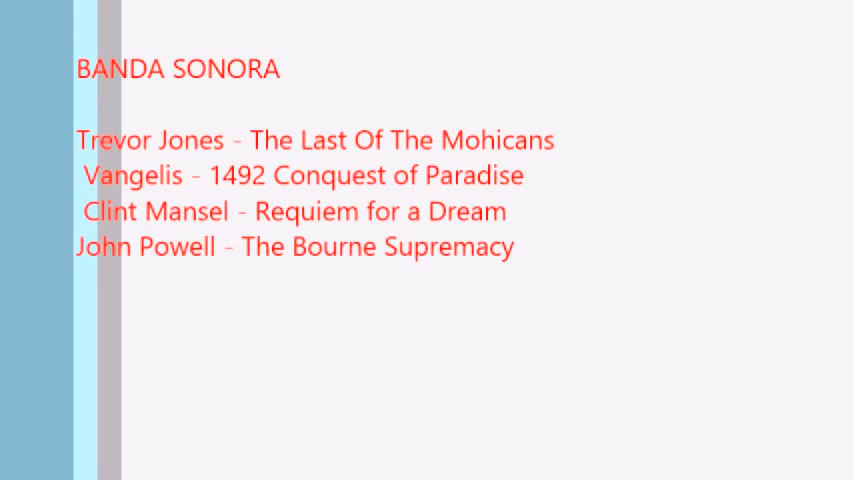 BANDA SONORA
Trevor Jones - The Last Of The Mohicans
Vangelis - 1492 Conquest of Paradise
Clint Mansel - Requiem for a Dream
John Powell - The Bourne Supremacy